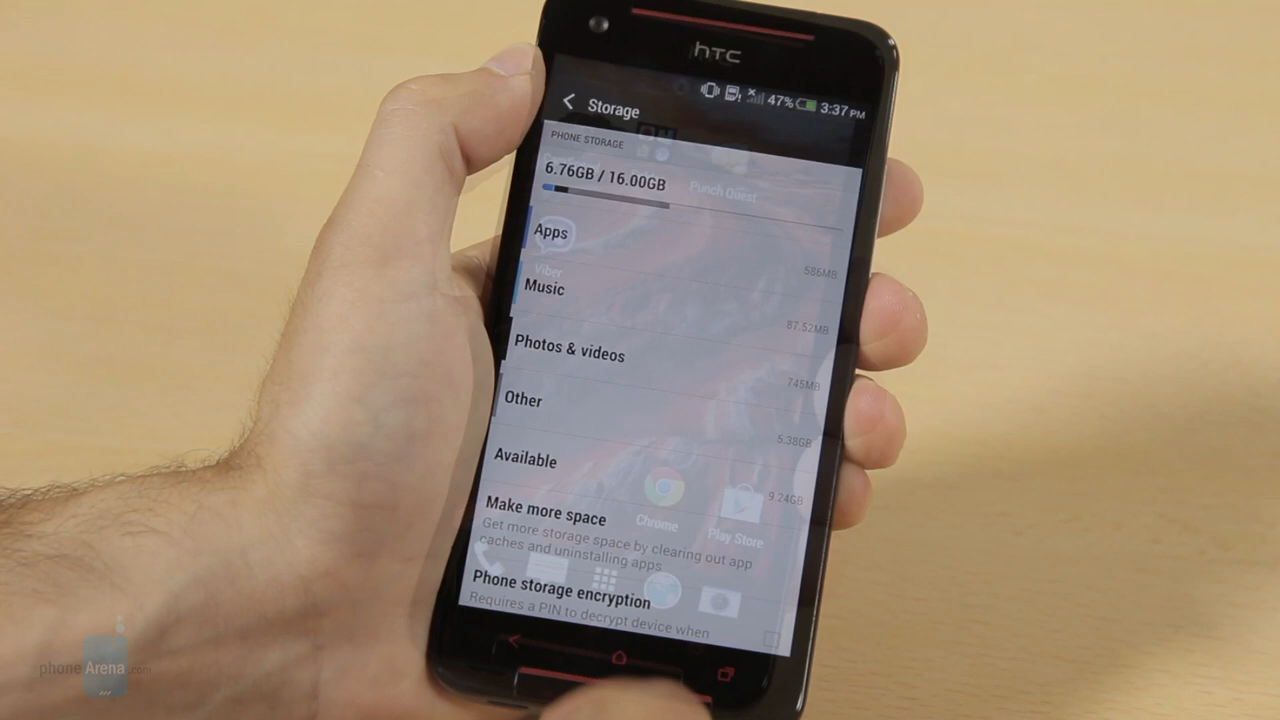 hTC
47% 3:37 PM
Storage
PHONE STORAGE
6.76GB / 16.00GB
Punch Quest
Apps
586MB
Viber
Music
87.52MB
Photos & videos
745MB
Other
5.38GB
Available
9.24GB
Make more space
Get more storage space by clearing out app
caches and uninstalling apps
Chrome
Play Store
Phone storage encryption
Requires a PIN to decrypt device when
phoneArena.com